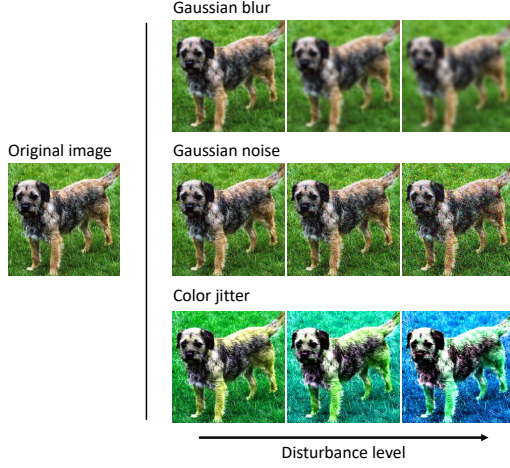 Gaussian blur
Original image
Gaussian noise
Color jitter
Disturbance level